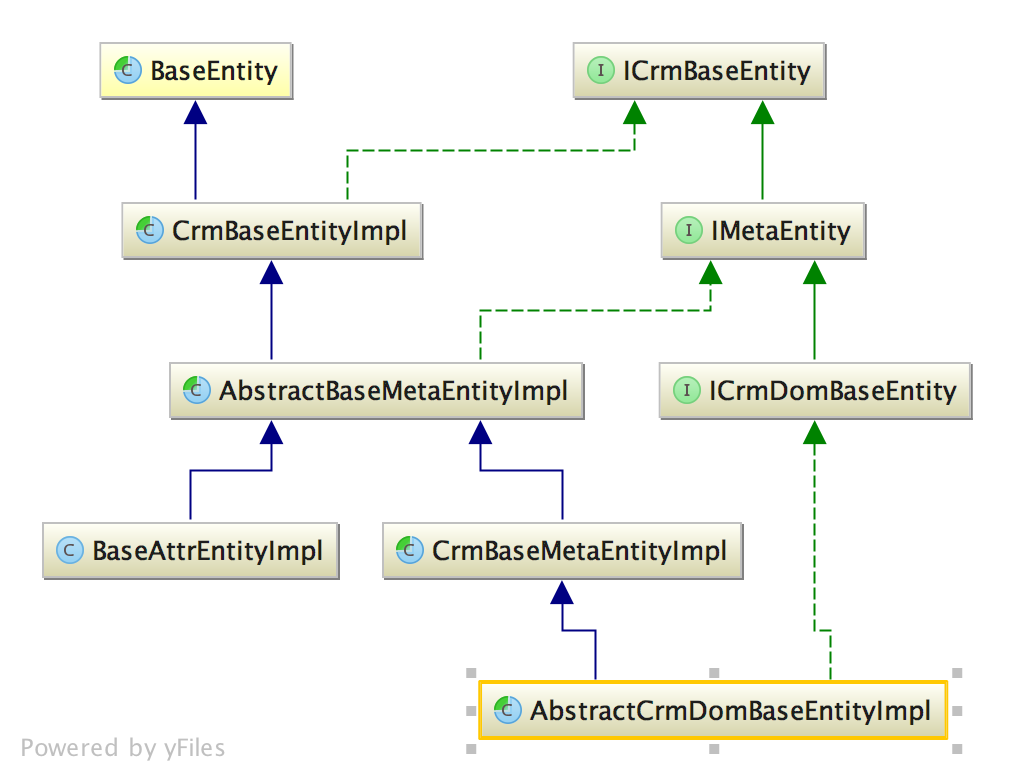 C BaseEntity
I ICrmBaseEntity
C CrmBaseEntityImpl
I IMetaEntity
C AbstractBaseMetaEntityImpl
I ICrmDomBaseEntity
C BaseAttrEntityImpl
C CrmBaseMetaEntityImpl
C AbstractCrmDomBaseEntityImpl
Powered by yFiles